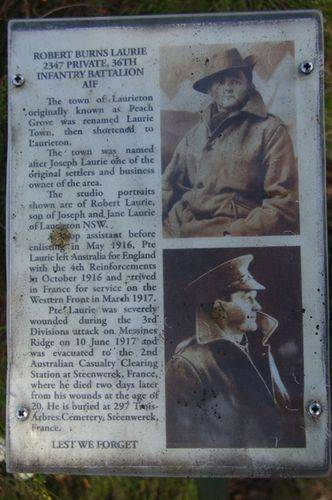 ROBERT BURNS LAURIE
2347 PRIVATE, 36TH
INFANTRY BATTALION
AIF
The town of Laurieton
originally known as Peach
Grove was renamed Laurie
Town, then shortened to
Laurieton.
The town was named
after Joseph Laurie one of the
original settlers and business
owner of the area.
The studio portraits
shown are of Robert Laurie,
son of Joseph and Jane Laurie
of Laurieton NSW.
assistant before
enlisting in May 1916, Pte
Laurie left Australia for England
with the 4th Reinforcements
in October 1916 and arrived
in France for service on the
Western Front in March 1917.
Pte Laurie was severely
wounded during the 3rd
Divisions attack on Messines
Ridge on 10 June 1917 and
was evacuated to the 2nd
Australian Casualty Clearing
Station at Steenwerek, France,
where he died two days later
from his wounds at the age of
20. He is buried at 297 Trois-
Arbres Cemetery, Steenwerek,
France.
LEST WE FORGET